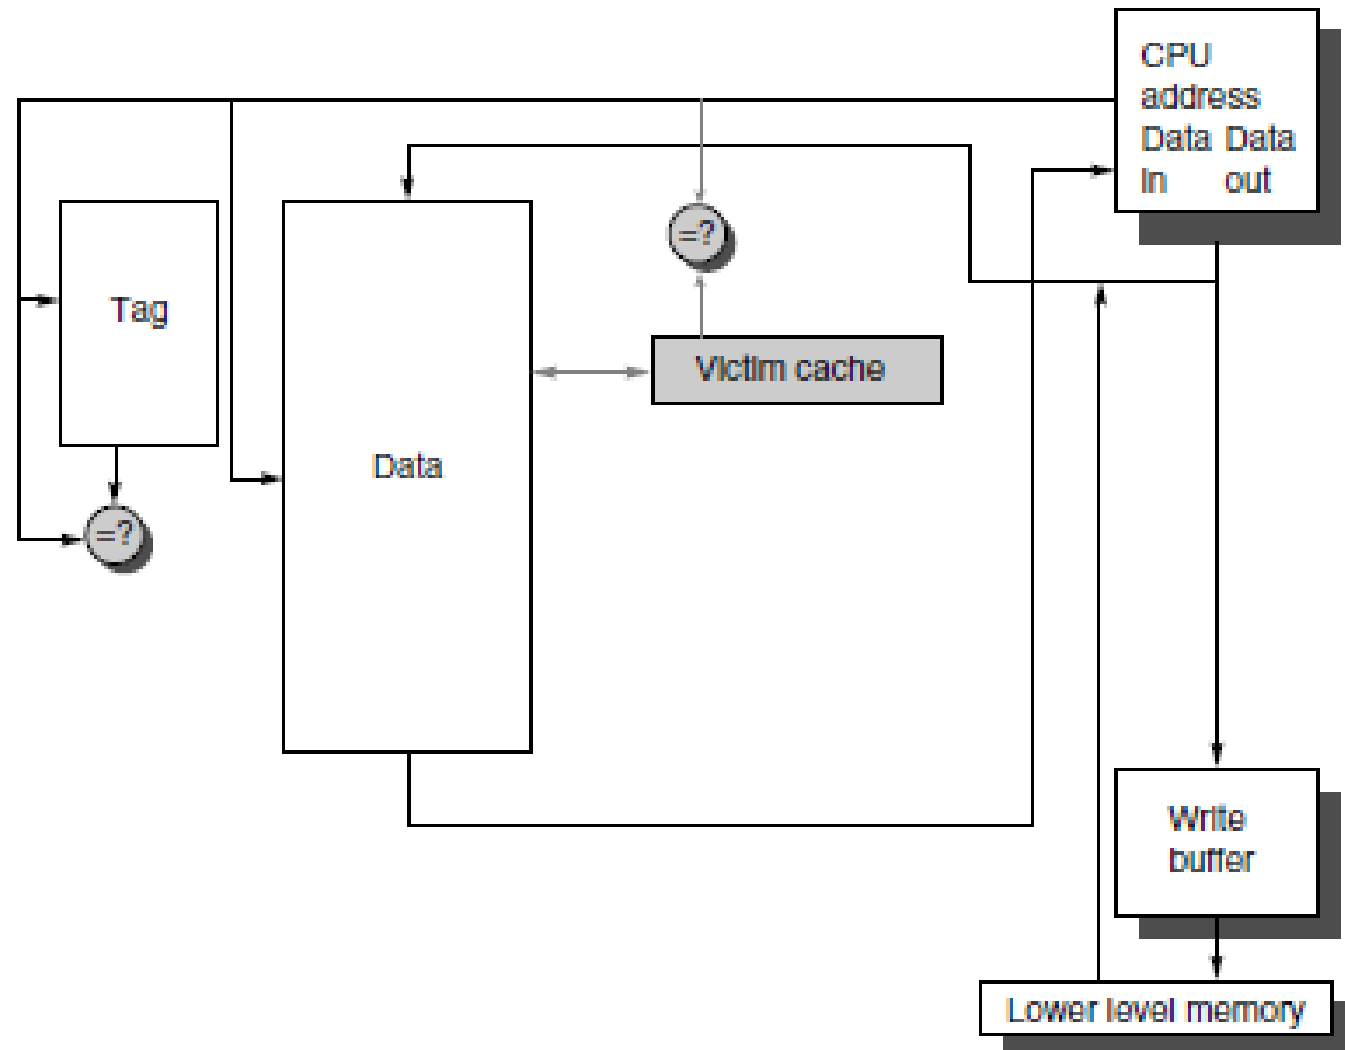 CPU
address
Data Data
In out
=?
Tag
Victim cache
Data
=?
Write
buffer
Lower level memory